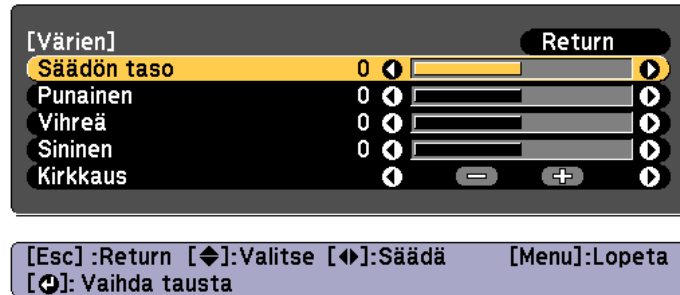 [Värien]
Return
Säädön taso 0
Punainen 0
Vihreä 0
Sininen 0
Kirkkaus
[Esc] :Return [◆]:Valitse [◆]:Säädä [Menu]:Lopeta
[↵]: Vaihda tausta